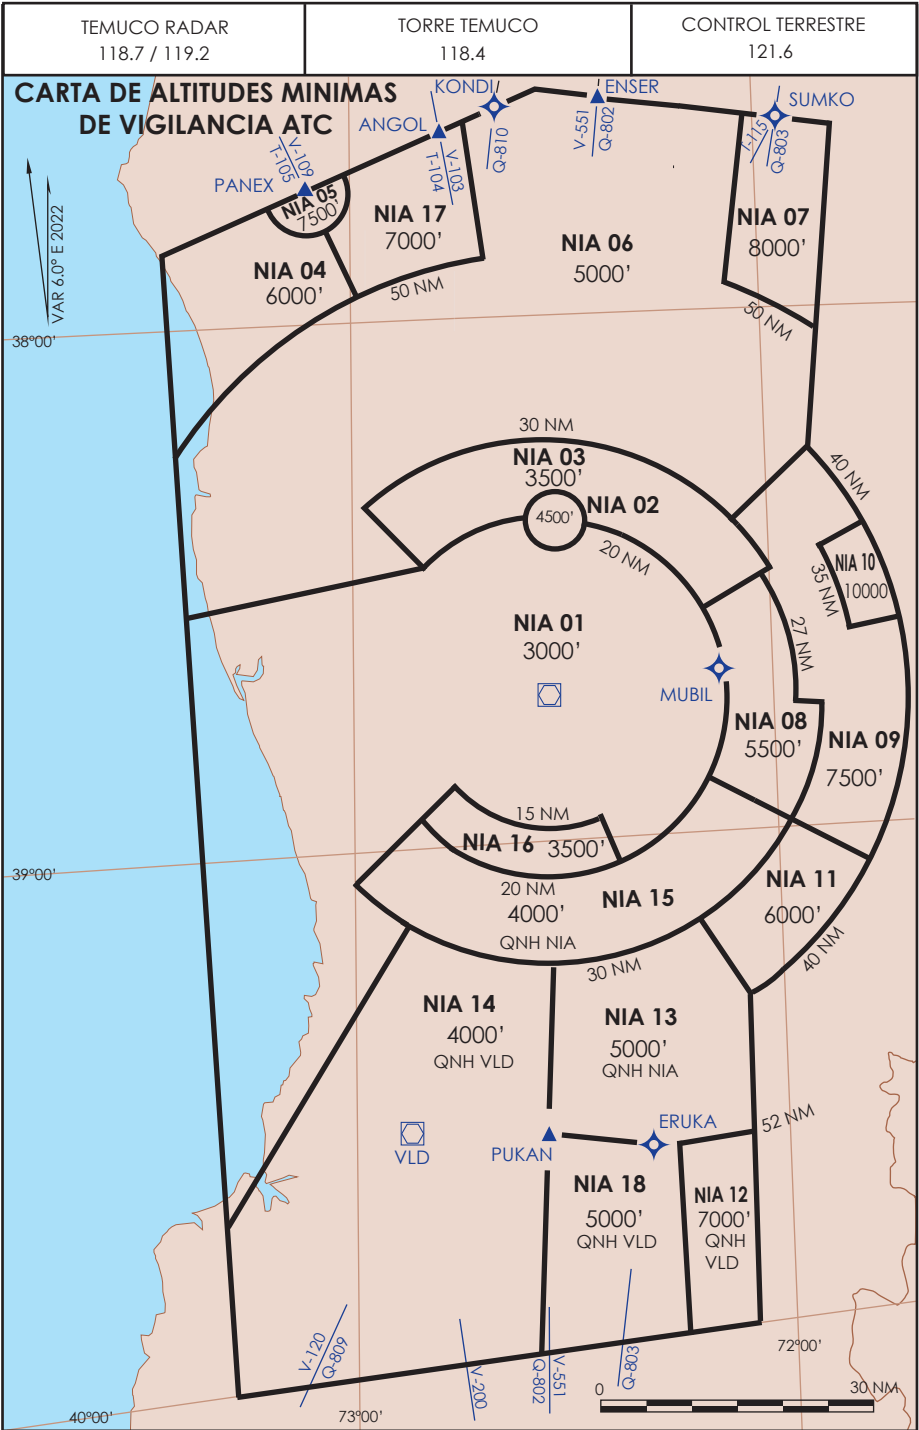 TEMUCO RADAR
118.7 / 119.2
TORRE TEMUCO
118.4
CONTROL TERRESTRE
121.6
CARTA DE ALTITUDES MINIMAS
DE VIGILANCIA ATC
KONDI
ENSER
SUMKO
ANGOL
PANEX
Q-810
V-551
Q-802
T-115
Q-803
V-109
T-105
V-103
T-104
VAR 6.0° E 2022
NIA 05
7500'
NIA 17
7000'
NIA 07
8000'
NIA 06
5000'
NIA 04
6000'
50 NM
50 NM
38°00'
30 NM
NIA 03
3500'
NIA 02
4500'
20 NM
40 NM
NIA 10
10000
35 NM
NIA 01
3000'
27 NM
MUBIL
NIA 08
5500'
NIA 09
7500'
15 NM
NIA 16 3500'
39°00'
20 NM
4000'
NIA 15
QNH NIA
NIA 11
6000'
30 NM
40 NM
NIA 14
4000'
QNH VLD
NIA 13
5000'
QNH NIA
52 NM
ERUKA
PUKAN
VLD
NIA 18
5000'
QNH VLD
NIA 12
7000'
QNH
VLD
V-120
Q-809
V-200
Q-802
V-551
Q-803
72°00'
0 30 NM
40°00'
73°00'